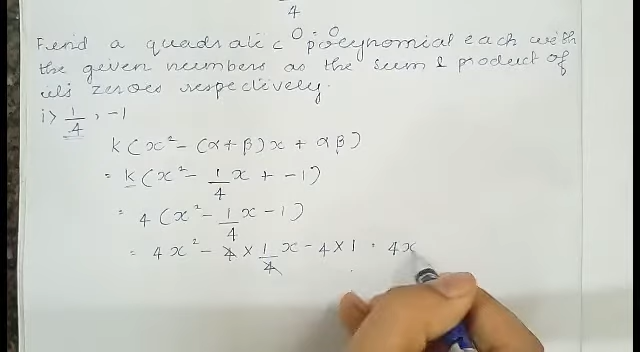 4
Find a quadratic polynomial each with
the given numbers as the sum & product of
its zeroes respectively.
i> 1/4 , -1
k(x² - (α + β)x + αβ)
= k(x² - 1/4 x + -1)
= 4(x² - 1/4 x - 1)
= 4x² - 4 × 1/4 x - 4 × 1 = 4x